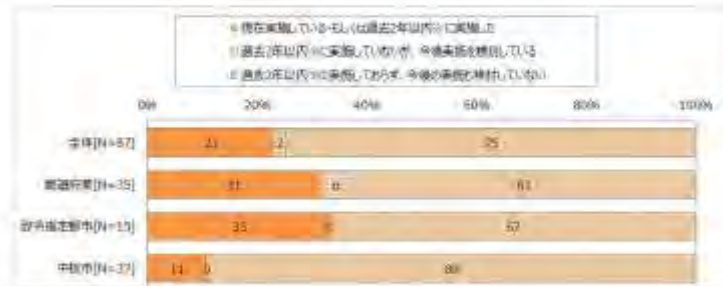 現在実施している・もしくは過去2年以内に実施した
過去2年以内に実施していないが、今後実施を検討している
過去2年以内に実施しておらず、今後の実施も検討していない
0% 20% 40% 60% 80% 100%
全体[N=87] 23 2 75
都道府県[N=35] 31 63
政令指定都市[N=15] 33 67
中核市[N=37] 11 0 89